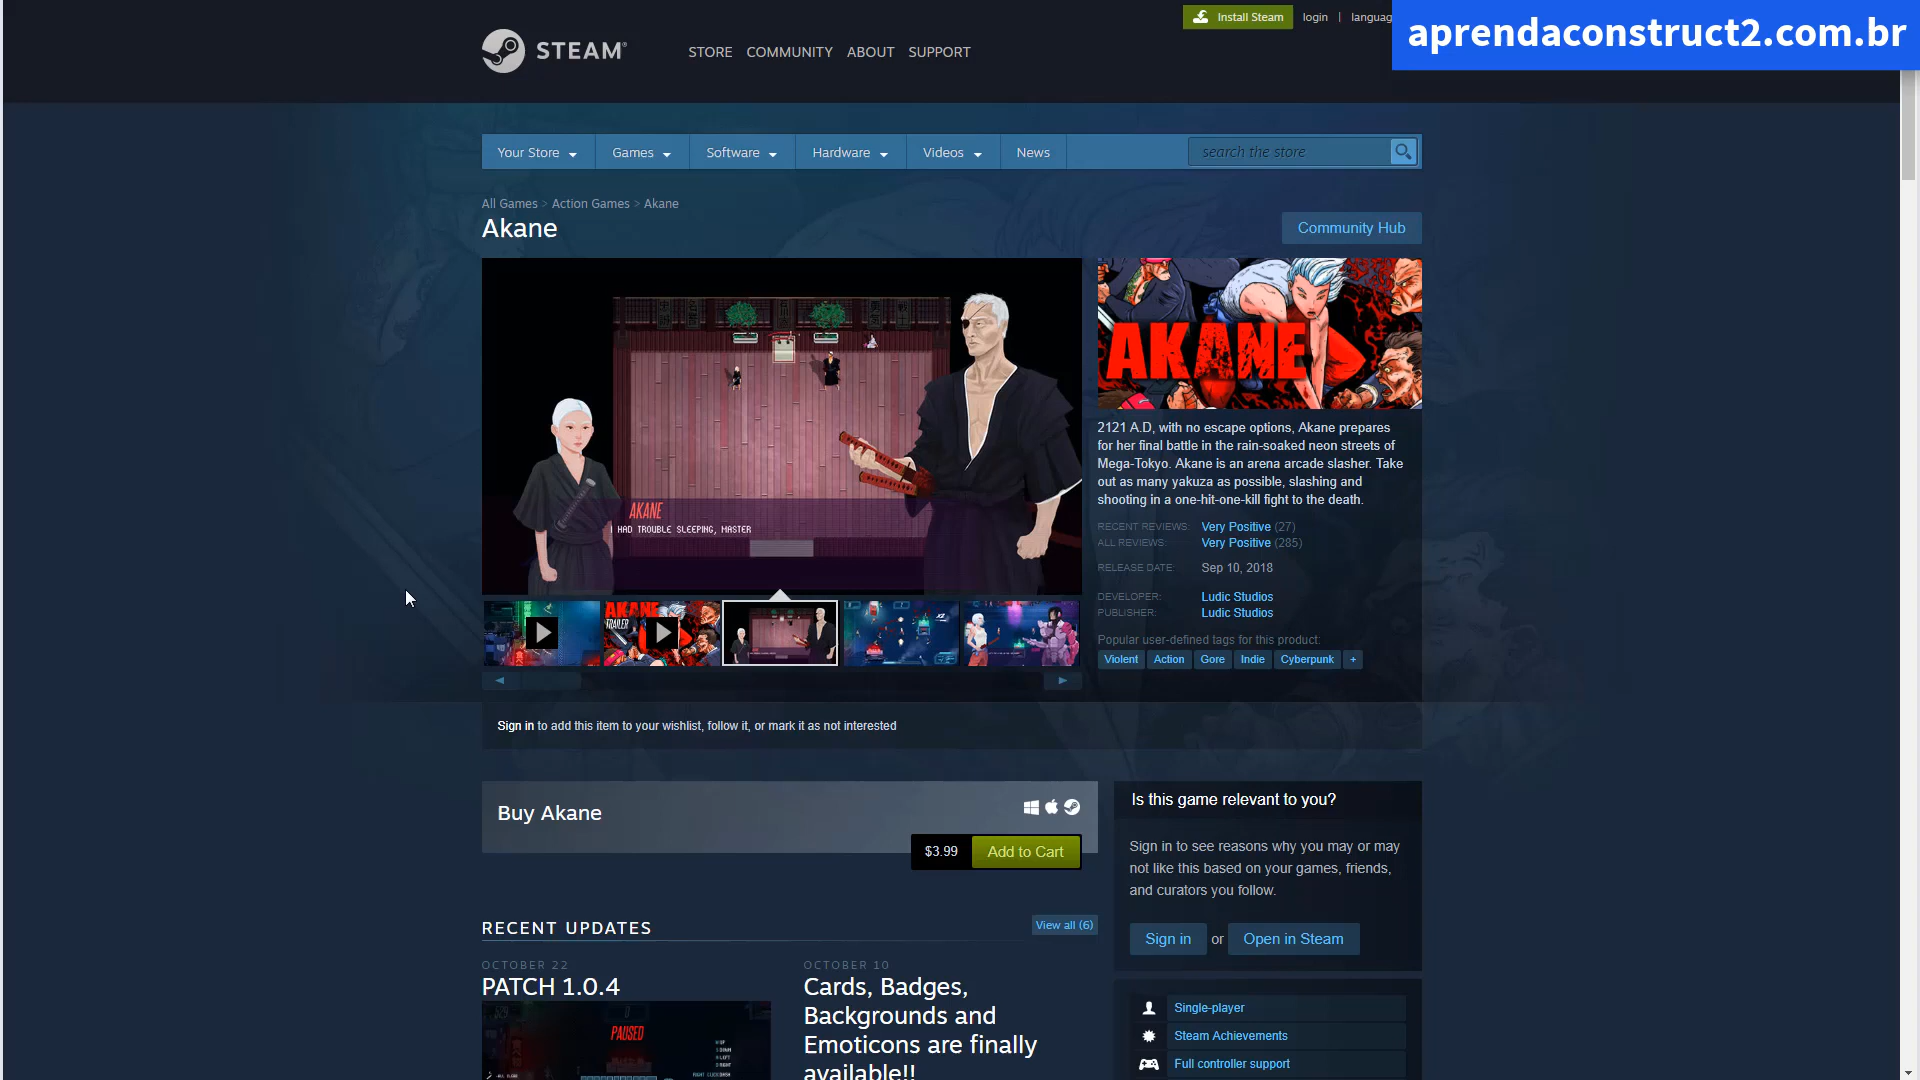 Install Steam
login | languag
aprendaconstruct2.com.br
STEAM®
STORE COMMUNITY ABOUT SUPPORT
Your Store Games Software Hardware Videos News
search the store
All Games > Action Games > Akane
Akane
Community Hub
AKANE
I HAD TROUBLE SLEEPING, MASTER
AKANE
TRAILER
AKANE
2121 A.D, with no escape options, Akane prepares
for her final battle in the rain-soaked neon streets of
Mega-Tokyo. Akane is an arena arcade slasher. Take
out as many yakuza as possible, slashing and
shooting in a one-hit-one-kill fight to the death.
RECENT REVIEWS: Very Positive (27)
ALL REVIEWS: Very Positive (285)
RELEASE DATE: Sep 10, 2018
DEVELOPER: Ludic Studios
PUBLISHER: Ludic Studios
Popular user-defined tags for this product:
Violent Action Gore Indie Cyberpunk +
Sign in to add this item to your wishlist, follow it, or mark it as not interested
Buy Akane
$3.99 Add to Cart
Is this game relevant to you?
Sign in to see reasons why you may or may
not like this based on your games, friends,
and curators you follow.
Sign in or Open in Steam
RECENT UPDATES
View all (6)
OCTOBER 22
PATCH 1.0.4
PAUSED
OCTOBER 10
Cards, Badges,
Backgrounds and
Emoticons are finally
available!!
Single-player
Steam Achievements
Full controller support